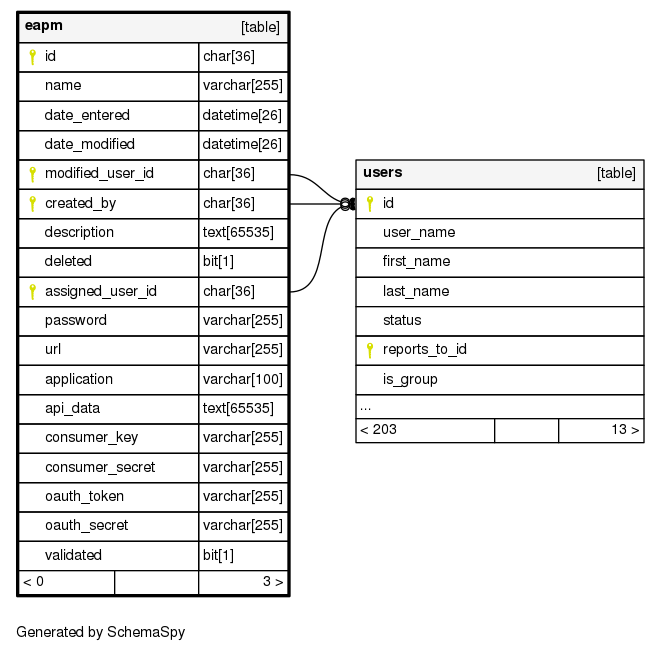 eapm [table]
id char[36]
name varchar[255]
date_entered datetime[26]
date_modified datetime[26]
modified_user_id char[36]
created_by char[36]
description text[65535]
deleted bit[1]
assigned_user_id char[36]
password varchar[255]
url varchar[255]
application varchar[100]
api_data text[65535]
consumer_key varchar[255]
consumer_secret varchar[255]
oauth_token varchar[255]
oauth_secret varchar[255]
validated bit[1]
< 0 3 >
users [table]
id
user_name
first_name
last_name
status
reports_to_id
is_group
...
< 203 13 >
Generated by SchemaSpy